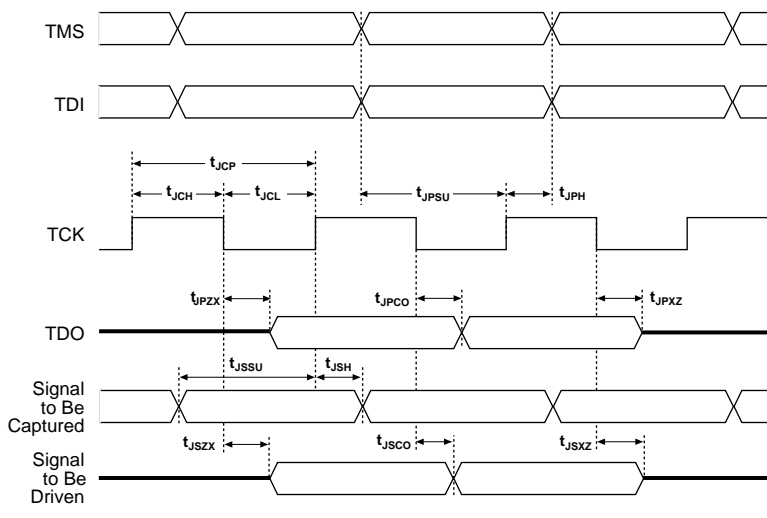 TMS
TDI
tJCP
tJCH
tJCL
tJPSU
tJPH
TCK
tJPZX
tJPCO
tJPXZ
TDO
tJSSU
tJSH
Signal
to Be
Captured
tJSZX
tJSCO
tJSXZ
Signal
to Be
Driven